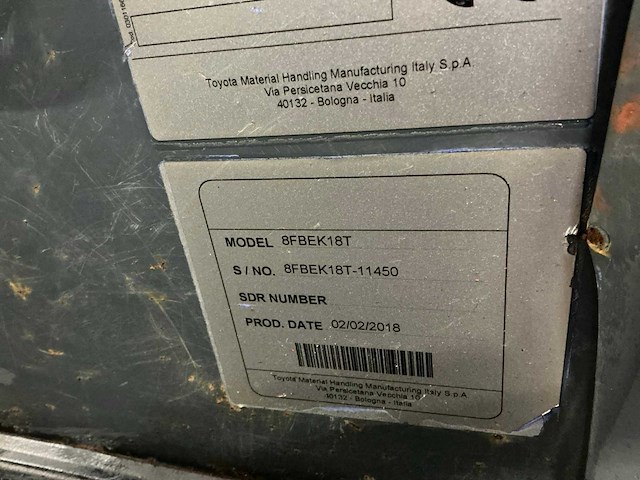 Toyota Material Handling Manufacturing Italy S.p.A.
Via Persicetana Vecchia 10
40132 - Bologna - Italia
MODEL 8FBEK18T
S / NO. 8FBEK18T-11450
SDR NUMBER
PROD. DATE 02/02/2018
Toyota Material Handling Manufacturing Italy S.p.A
Via Persicetana Vecchia 10
40132 - Bologna - Italia